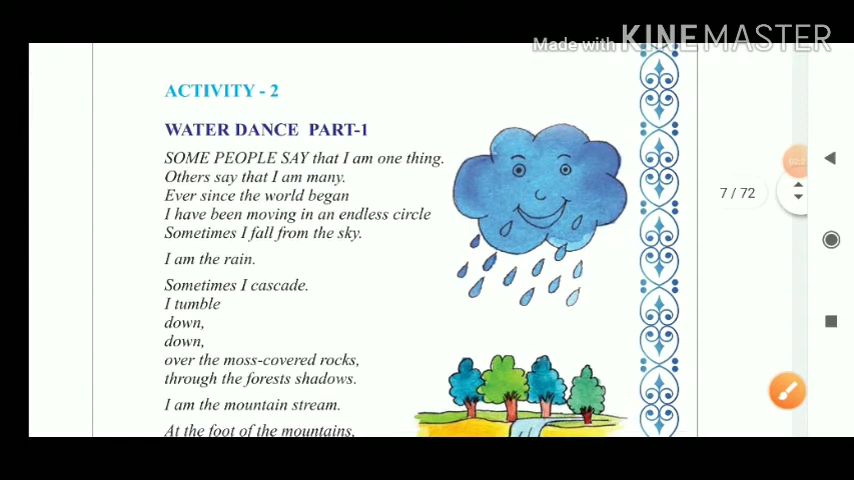 Made with KINEMASTER
ACTIVITY - 2
WATER DANCE PART-1
SOME PEOPLE SAY that I am one thing.
Others say that I am many.
Ever since the world began
I have been moving in an endless circle
Sometimes I fall from the sky.
I am the rain.
Sometimes I cascade.
I tumble
down,
down,
over the moss-covered rocks,
through the forests shadows.
I am the mountain stream.
At the foot of the mountains,
7 / 72